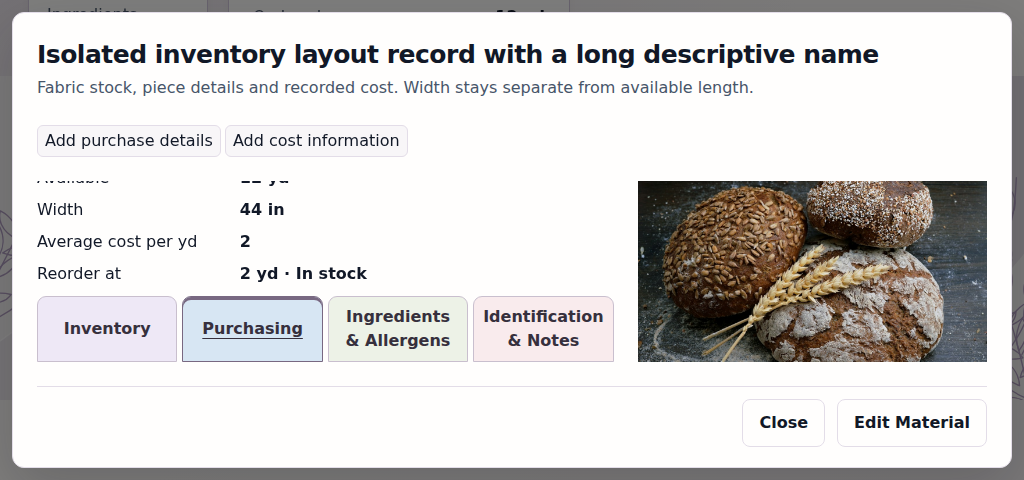 Isolated inventory layout record with a long descriptive name
Fabric stock, piece details and recorded cost. Width stays separate from available length.
Add purchase details Add cost information
Width 44 in
Average cost per yd 2
Reorder at 2 yd · In stock
Inventory
Purchasing
Ingredients
& Allergens
Identification
& Notes
Close Edit Material